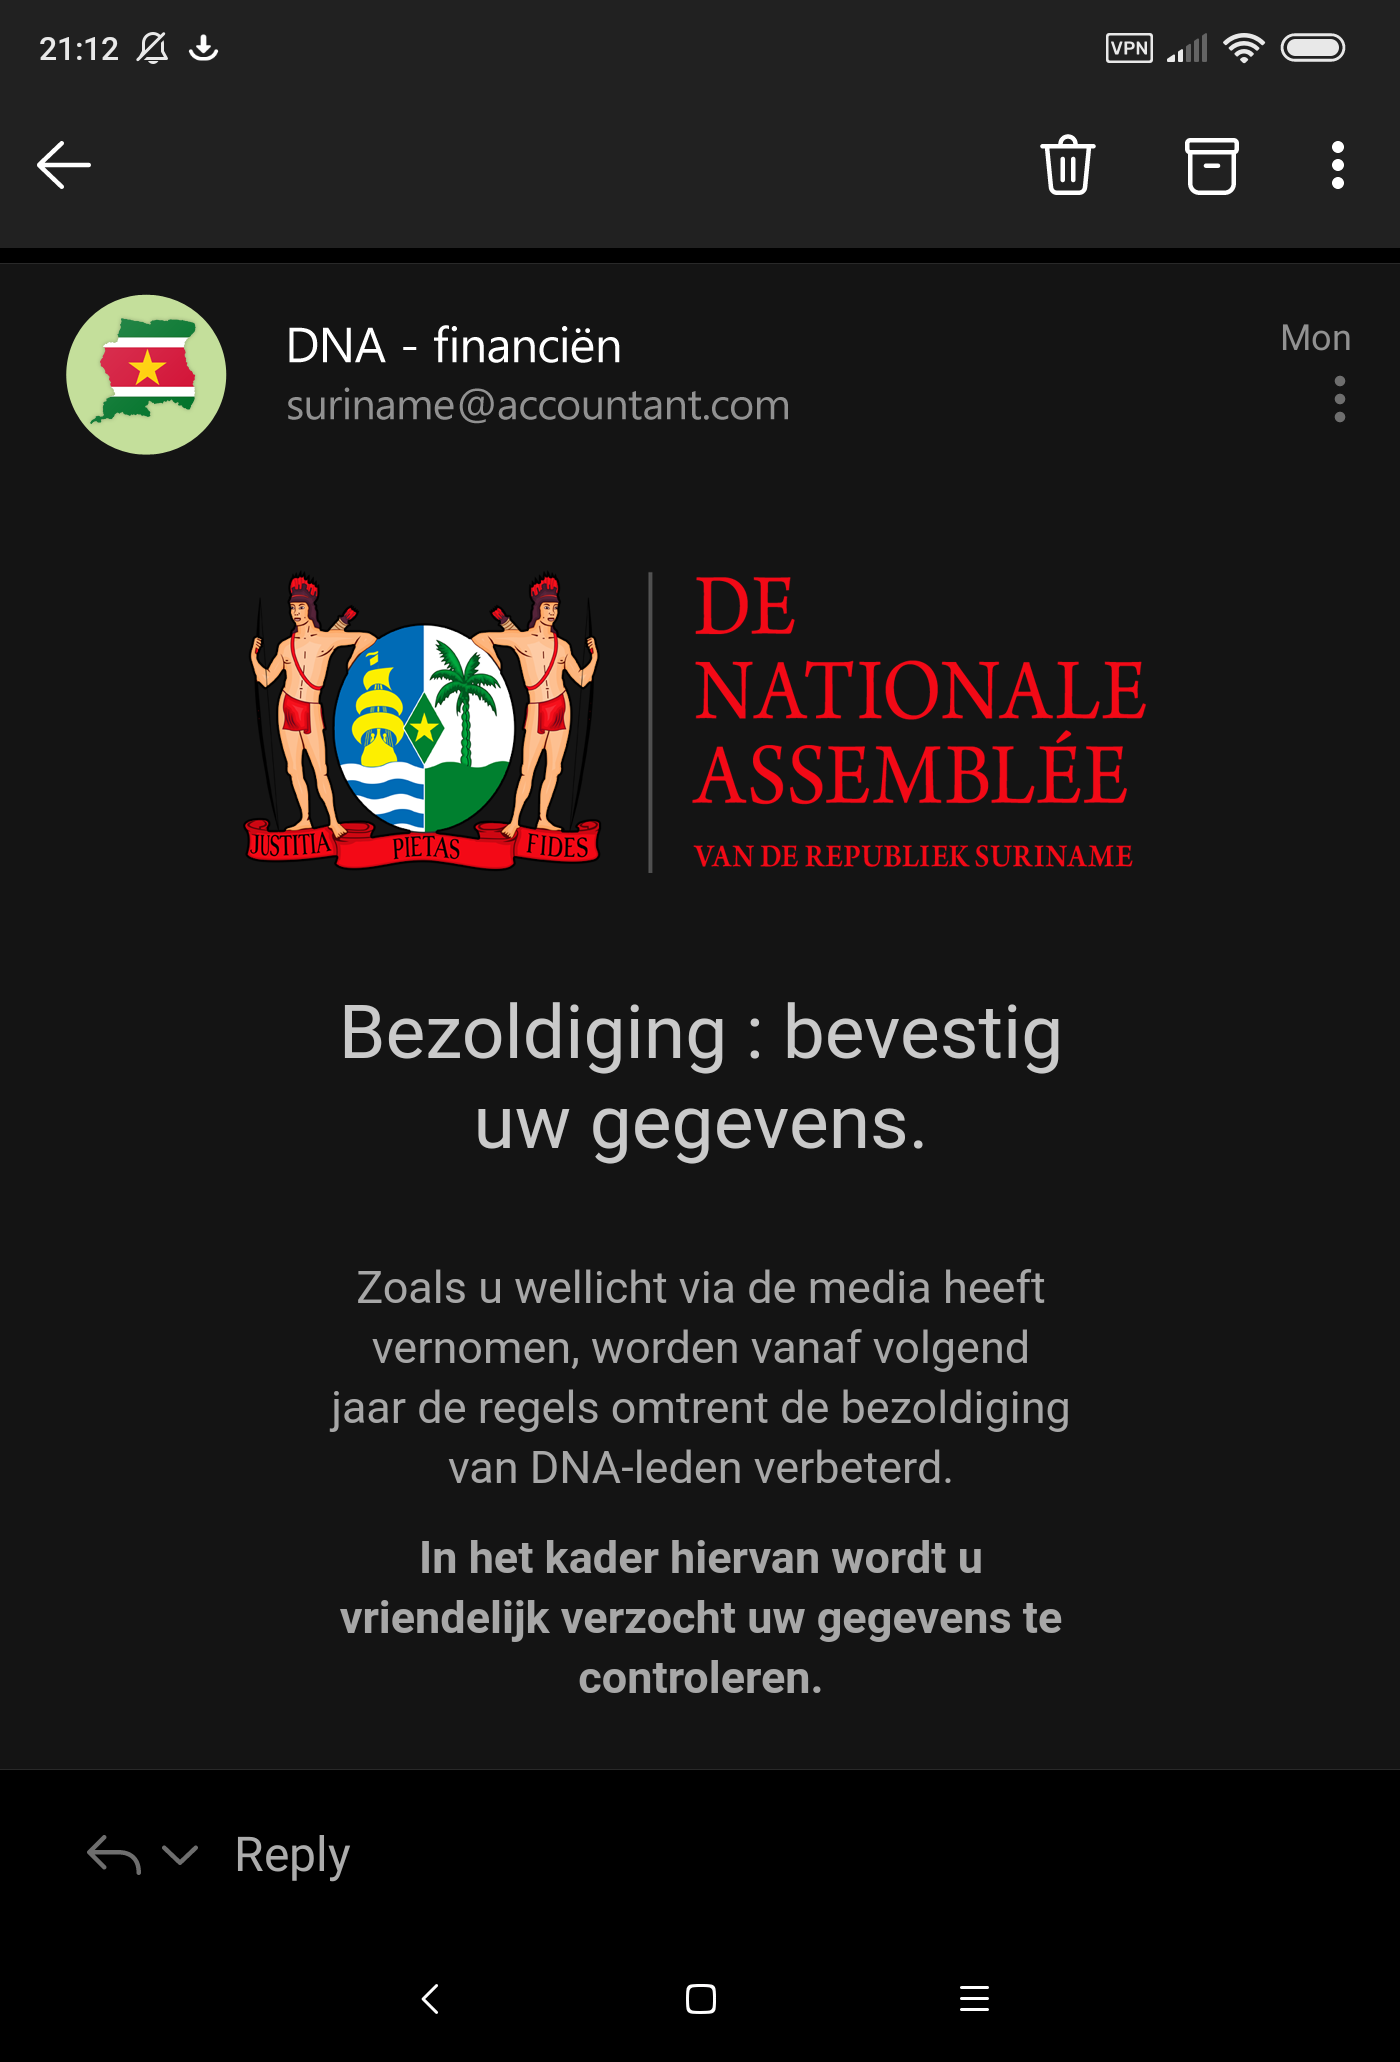 21:12
VPN
DNA - financiën
Mon
suriname@accountant.com
DE
NATIONALE
ASSEMBLÉE
VAN DE REPUBLIEK SURINAME
JUSTITIA PIETAS FIDES
Bezoldiging : bevestig
uw gegevens.
Zoals u wellicht via de media heeft
vernomen, worden vanaf volgend
jaar de regels omtrent de bezoldiging
van DNA-leden verbeterd.
In het kader hiervan wordt u
vriendelijk verzocht uw gegevens te
controleren.
Reply